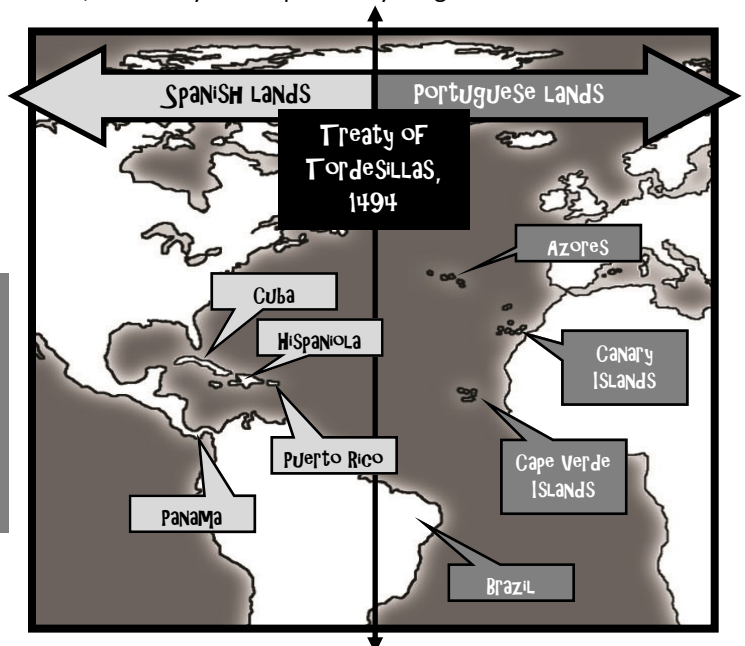 Spanish Lands
Portuguese Lands
Treaty of
Tordesillas,
1494
Azores
Cuba
Hispaniola
Canary
Islands
Puerto Rico
Cape Verde
Islands
Panama
Brazil